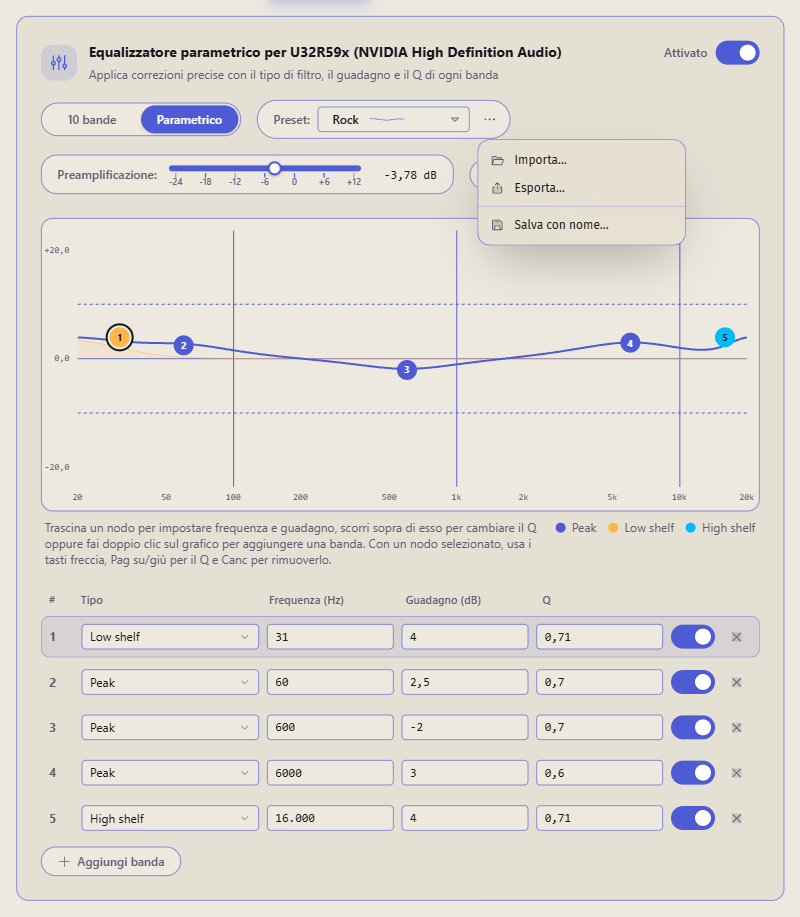 Equalizzatore parametrico per U32R59x (NVIDIA High Definition Audio)
Attivato
Applica correzioni precise con il tipo di filtro, il guadagno e il Q di ogni banda
10 bande
Parametrico
Preset:
Rock
...
Importa...
Esporta...
Salva con nome...
Preamplificazione:
-24 -18 -12 -6 0 +6 +12
-3,78 dB
+20,0
0,0
-20,0
1
2
3
4
5
20 50 100 200 500 1k 2k 5k 10k 20k
Trascina un nodo per impostare frequenza e guadagno, scorri sopra di esso per cambiare il Q
oppure fai doppio clic sul grafico per aggiungere una banda. Con un nodo selezionato, usa i
tasti freccia, Pag su/giù per il Q e Canc per rimuoverlo.
Peak Low shelf High shelf
# Tipo Frequenza (Hz) Guadagno (dB) Q
1 Low shelf 31 4 0,71
2 Peak 60 2,5 0,7
3 Peak 600 -2 0,7
4 Peak 6000 3 0,6
5 High shelf 16.000 4 0,71
Aggiungi banda